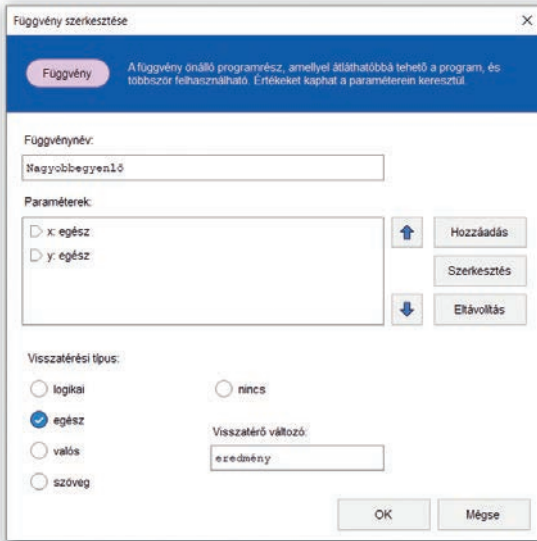 Függvény szerkesztése
Függvény
A függvény önálló programrész, amellyel átláthatóbbá tehető a program, és
többször felhasználható. Értékeket kaphat a paraméterein keresztül.
Függvénynév:
Nagyobbegyenlő
Paraméterek:
x: egész
y: egész
Hozzáadás
Szerkesztés
Eltávolítás
Visszatérési típus:
logikai
nincs
egész
valós
szöveg
Visszatérő változó:
eredmény
OK
Mégse